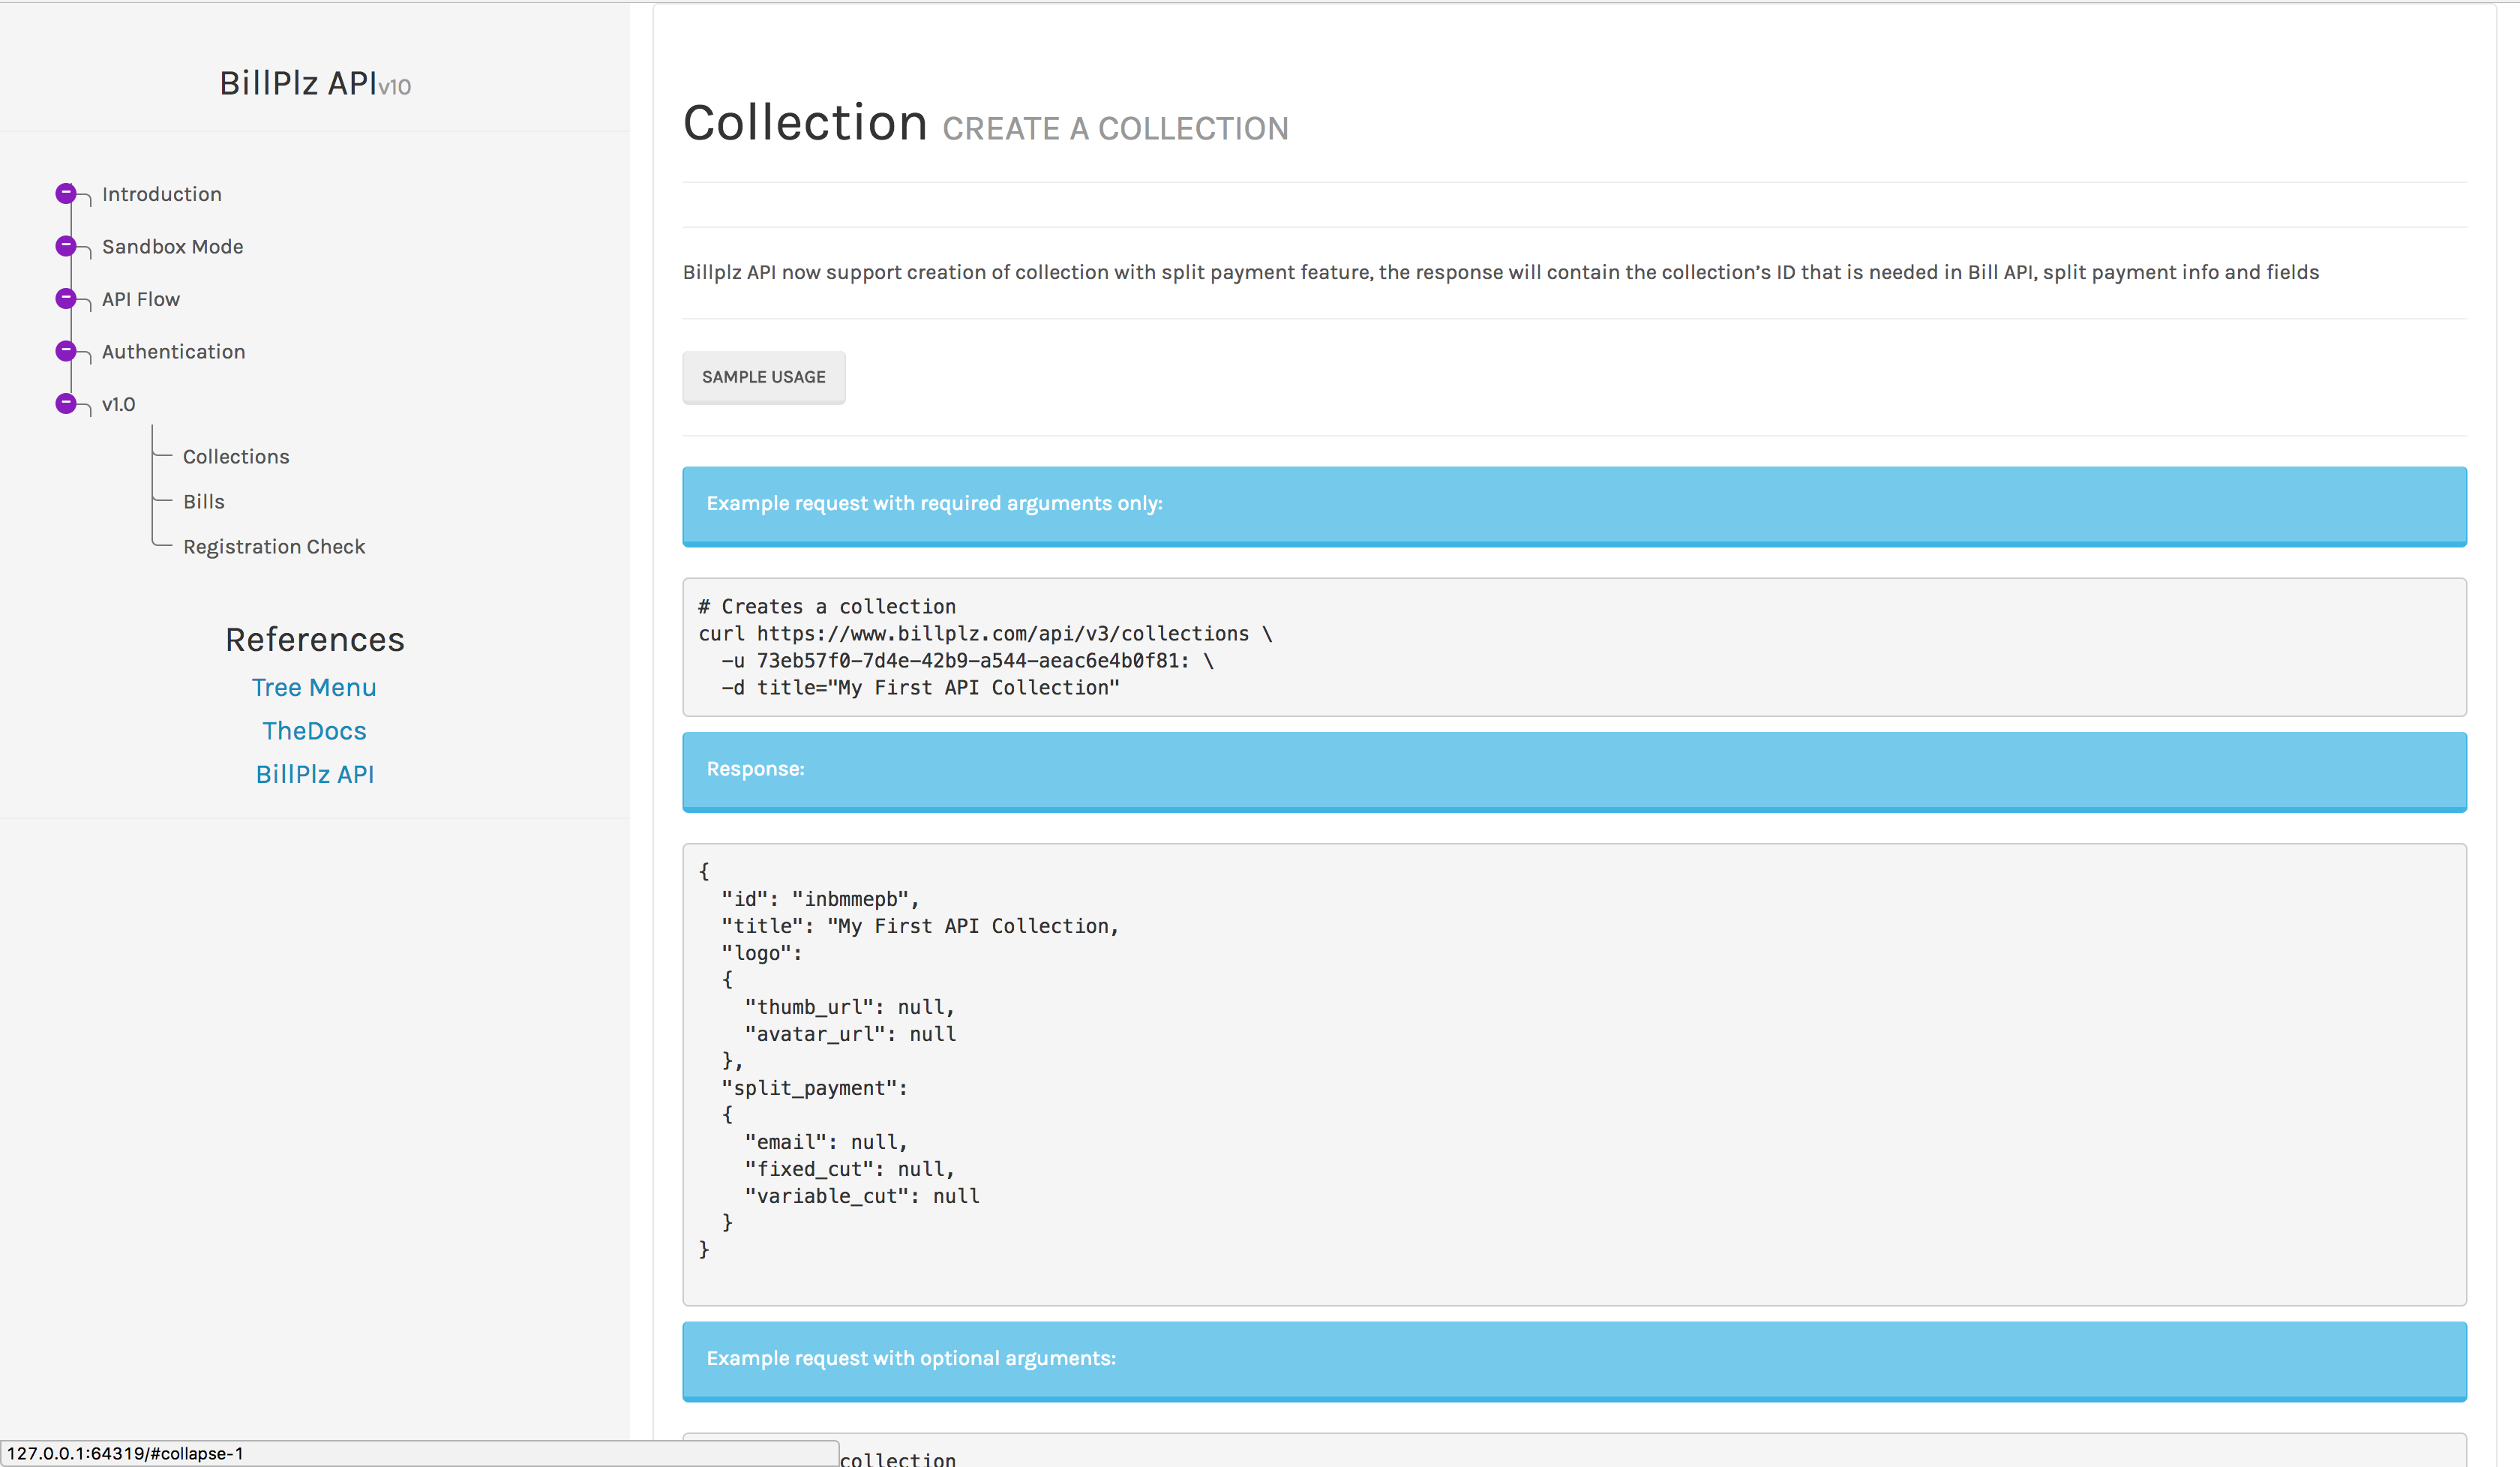 BillPlz APIv10
Introduction
Sandbox Mode
API Flow
Authentication
v1.0
Collections
Bills
Registration Check
References
Tree Menu
TheDocs
BillPlz API
127.0.0.1:64319/#collapse-1
Collection CREATE A COLLECTION
Billplz API now support creation of collection with split payment feature, the response will contain the collection’s ID that is needed in Bill API, split payment info and fields
SAMPLE USAGE
Example request with required arguments only:
# Creates a collection
curl https://www.billplz.com/api/v3/collections \
  -u 73eb57f0-7d4e-42b9-a544-aeac6e4b0f81: \
  -d title="My First API Collection"
Response:
{
  "id": "inbmmepb",
  "title": "My First API Collection,
  "logo":
  {
    "thumb_url": null,
    "avatar_url": null
  },
  "split_payment":
  {
    "email": null,
    "fixed_cut": null,
    "variable_cut": null
  }
}
Example request with optional arguments:
collection